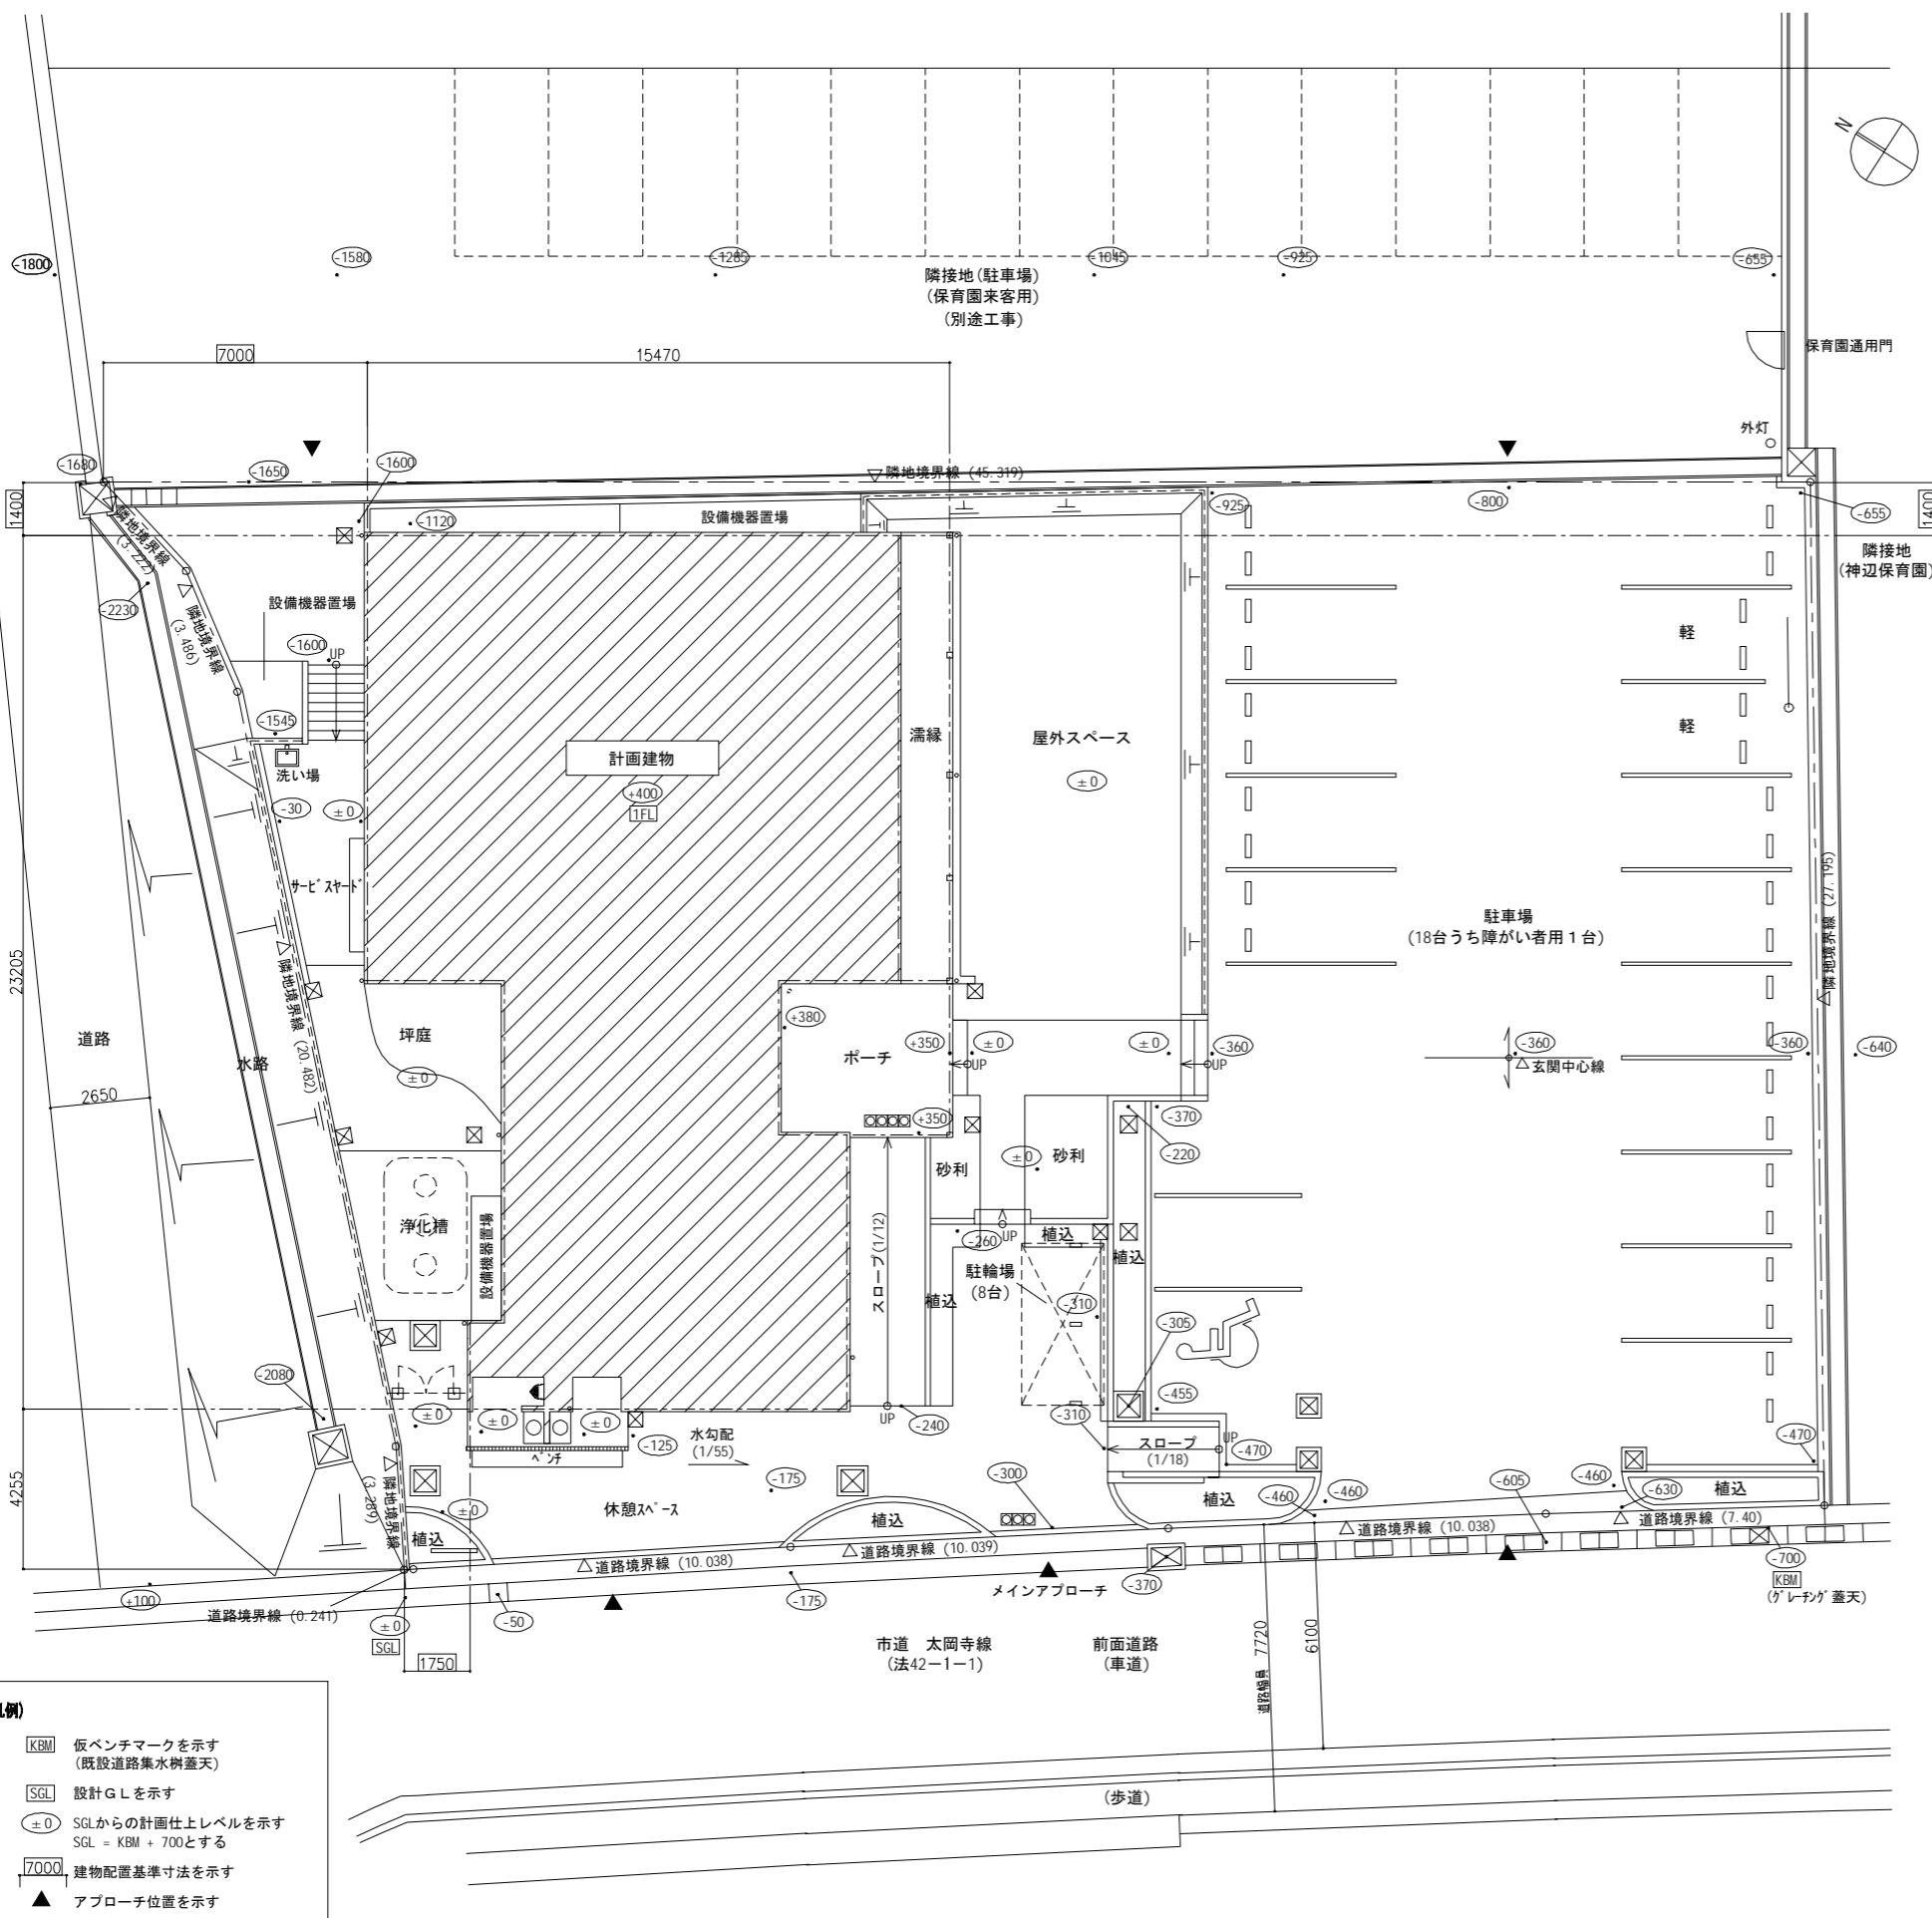 N
-1800
-1580
-1285
-1045
-925
-655
隣接地(駐車場)
(保育園来客用)
(別途工事)
保育園通用門
7000
15470
外灯
-1680
-1650
-1600
隣地境界線 (45.319)
-925
-800
-655
1400
1400
-1120
設備機器置場
隣接地
(神辺保育園)
隣地境界線
(3.222)
-2230
隣地境界線
(3.486)
設備機器置場
-1600
UP
軽
軽
-1545
洗い場
濡縁
屋外スペース
±0
計画建物
+400
1FL
-30
±0
サービスヤード
駐車場
(18台うち障がい者用1台)
隣地境界線 (27.195)
23205
道路
水路
隣地境界線 (20.482)
2650
坪庭
±0
+380
ポーチ
+350
±0
UP
±0
-360
UP
-360
△玄関中心線
-360
-640
+350
-370
-220
砂利
±0
砂利
浄化槽
設備機器置場
スロープ(1/12)
-260
UP
植込
植込
植込
駐輪場
(8台)
-310
-305
-455
-2080
±0
±0
±0
UP
-240
-310
スロープ
(1/18)
UP
-470
-470
-125
水勾配
(1/55)
ベンチ
4255
隣地境界線
(3.289)
-175
-300
-460
-460
-605
-460
-630
植込
休憩スペース
±0
植込
植込
植込
道路境界線 (10.038)
道路境界線 (10.039)
道路境界線 (10.038)
道路境界線 (7.40)
+100
道路境界線 (0.241)
±0
SGL
-50
-175
メインアプローチ
-370
-700
KBM
(グレーチング蓋天)
1750
市道 太岡寺線
(法42-1-1)
前面道路
(車道)
道路幅員 7720
6100
(歩道)
例)
KBM 仮ベンチマークを示す
(既設道路集水桝蓋天)
SGL 設計GLを示す
±0 SGLからの計画仕上レベルを示す
SGL = KBM + 700とする
7000 建物配置基準寸法を示す
▲ アプローチ位置を示す